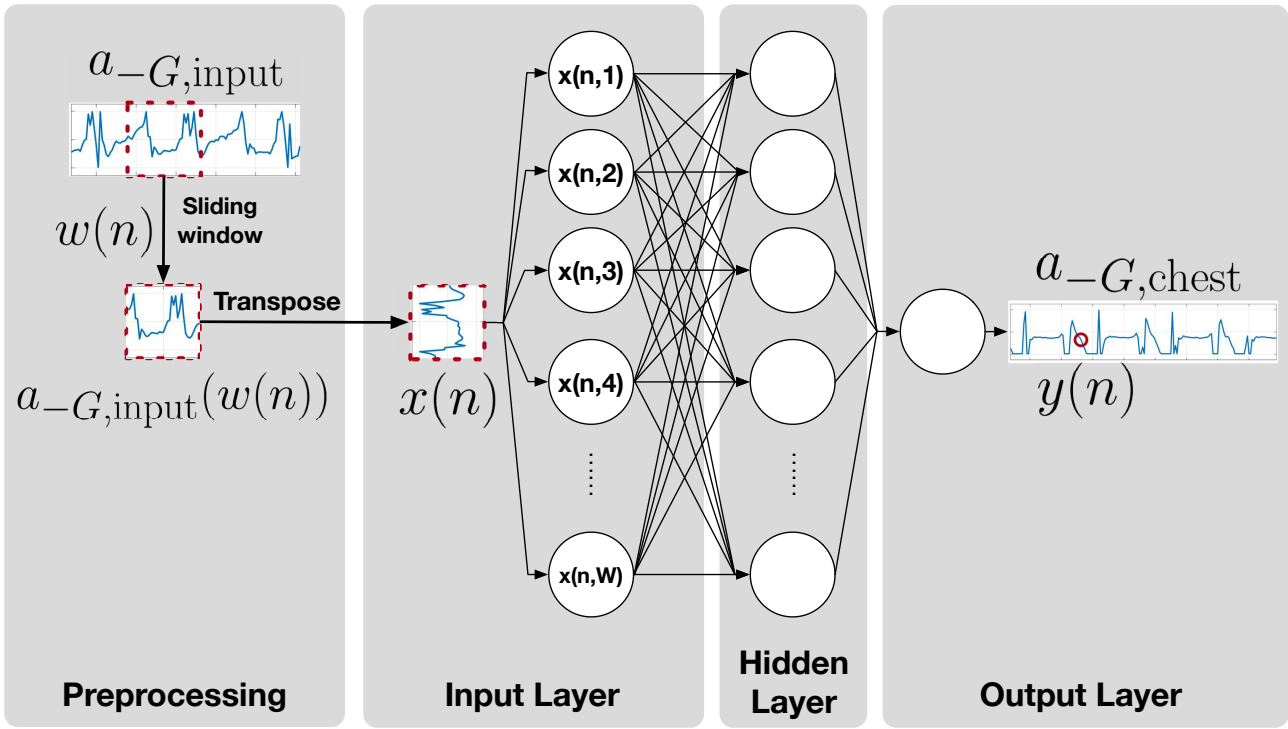 a_{-G,input}
w(n)
Sliding
window
Transpose
a_{-G,input}(w(n))
Preprocessing
x(n)
x(n,1)
x(n,2)
x(n,3)
x(n,4)
x(n,W)
Input Layer
Hidden
Layer
a_{-G,chest}
y(n)
Output Layer